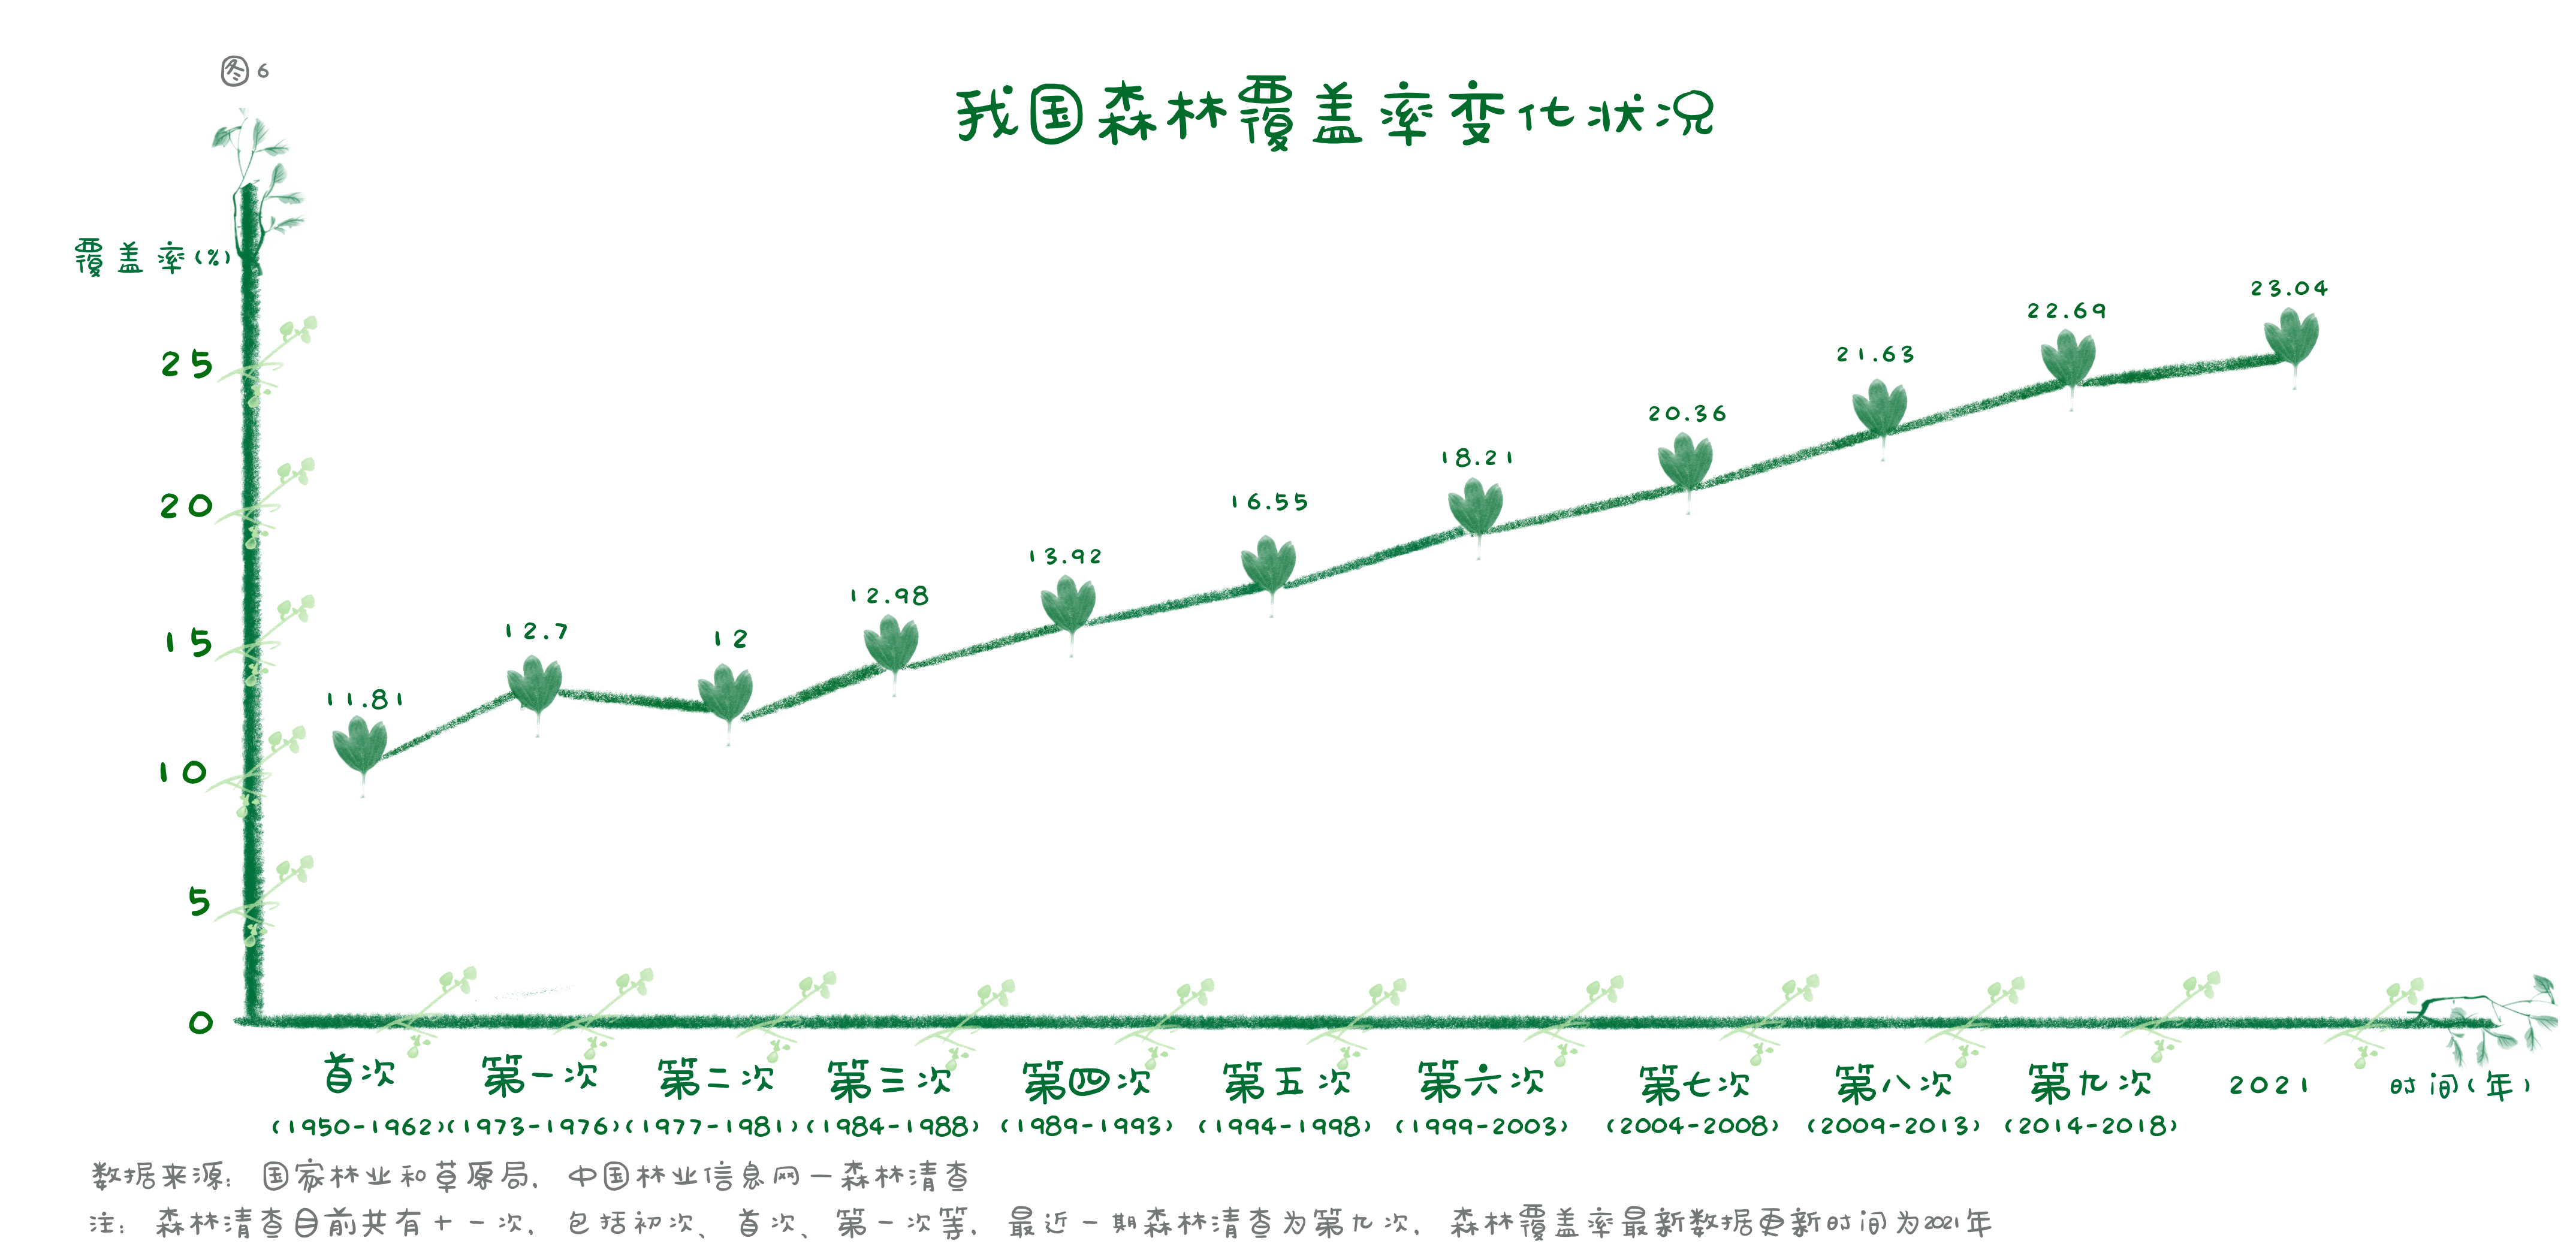 图6
我国森林覆盖率变化状况
覆盖率(%)
25
20
15
10
5
0
11.81
12.7
12
12.98
13.92
16.55
18.21
20.36
21.63
22.69
23.04
首次 第一次 第二次 第三次 第四次 第五次 第六次 第七次 第八次 第九次 2021 时间(年)
(1950-1962)(1973-1976)(1977-1981)(1984-1988) (1989-1993) (1994-1998) (1999-2003) (2004-2008) (2009-2013) (2014-2018)
数据来源：国家林业和草原局，中国林业信息网—森林清查
注：森林清查目前共有十一次，包括初次、首次、第一次等，最近一期森林清查为第九次，森林覆盖率最新数据更新时间为2021年